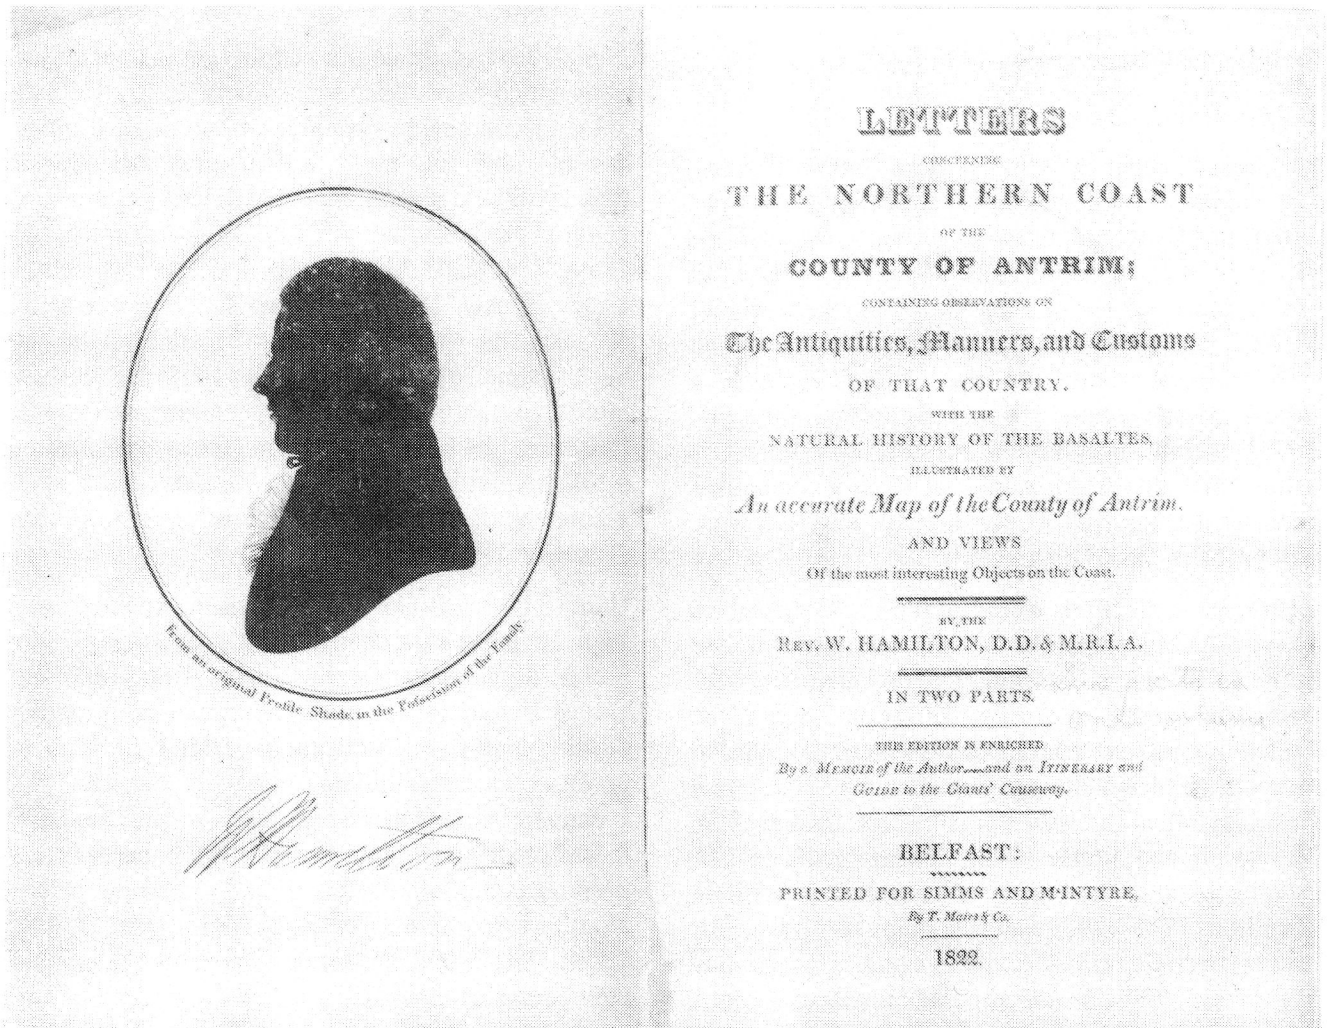 From an original Profile Shade, in the Possession of the Family.
W Hamilton
LETTERS
CONCERNING
THE NORTHERN COAST
OF THE
COUNTY OF ANTRIM;
CONTAINING OBSERVATIONS ON
The Antiquities, Manners, and Customs
OF THAT COUNTRY.
WITH THE
NATURAL HISTORY OF THE BASALTES,
ILLUSTRATED BY
An accurate Map of the County of Antrim.
AND VIEWS
Of the most interesting Objects on the Coast.
BY THE
REV. W. HAMILTON, D.D. & M.R.I.A.
IN TWO PARTS.
THIS EDITION IS ENRICHED
By a MEMOIR of the Author—and an ITINERARY and
GUIDE to the Giants' Causeway.
BELFAST:
PRINTED FOR SIMMS AND M'INTYRE,
By T. Mairs & Co.
1822.